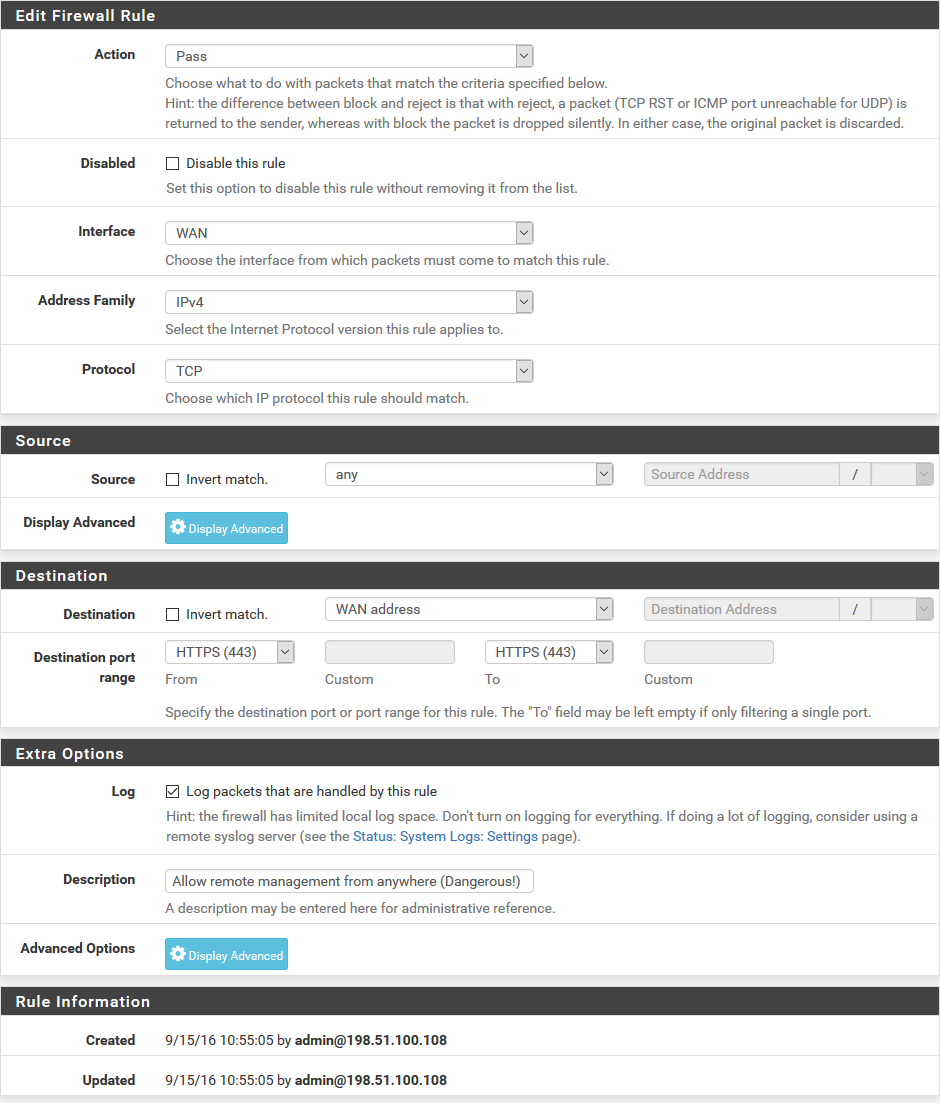 Edit Firewall Rule
Action Pass
Choose what to do with packets that match the criteria specified below.
Hint: the difference between block and reject is that with reject, a packet (TCP RST or ICMP port unreachable for UDP) is
returned to the sender, whereas with block the packet is dropped silently. In either case, the original packet is discarded.
Disabled Disable this rule
Set this option to disable this rule without removing it from the list.
Interface WAN
Choose the interface from which packets must come to match this rule.
Address Family IPv4
Select the Internet Protocol version this rule applies to.
Protocol TCP
Choose which IP protocol this rule should match.
Source
Source Invert match. any Source Address /
Display Advanced Display Advanced
Destination
Destination Invert match. WAN address Destination Address /
Destination port HTTPS (443) HTTPS (443)
range From Custom To Custom
Specify the destination port or port range for this rule. The "To" field may be left empty if only filtering a single port.
Extra Options
Log Log packets that are handled by this rule
Hint: the firewall has limited local log space. Don't turn on logging for everything. If doing a lot of logging, consider using a
remote syslog server (see the Status: System Logs: Settings page).
Description Allow remote management from anywhere (Dangerous!)
A description may be entered here for administrative reference.
Advanced Options Display Advanced
Rule Information
Created 9/15/16 10:55:05 by admin@198.51.100.108
Updated 9/15/16 10:55:05 by admin@198.51.100.108